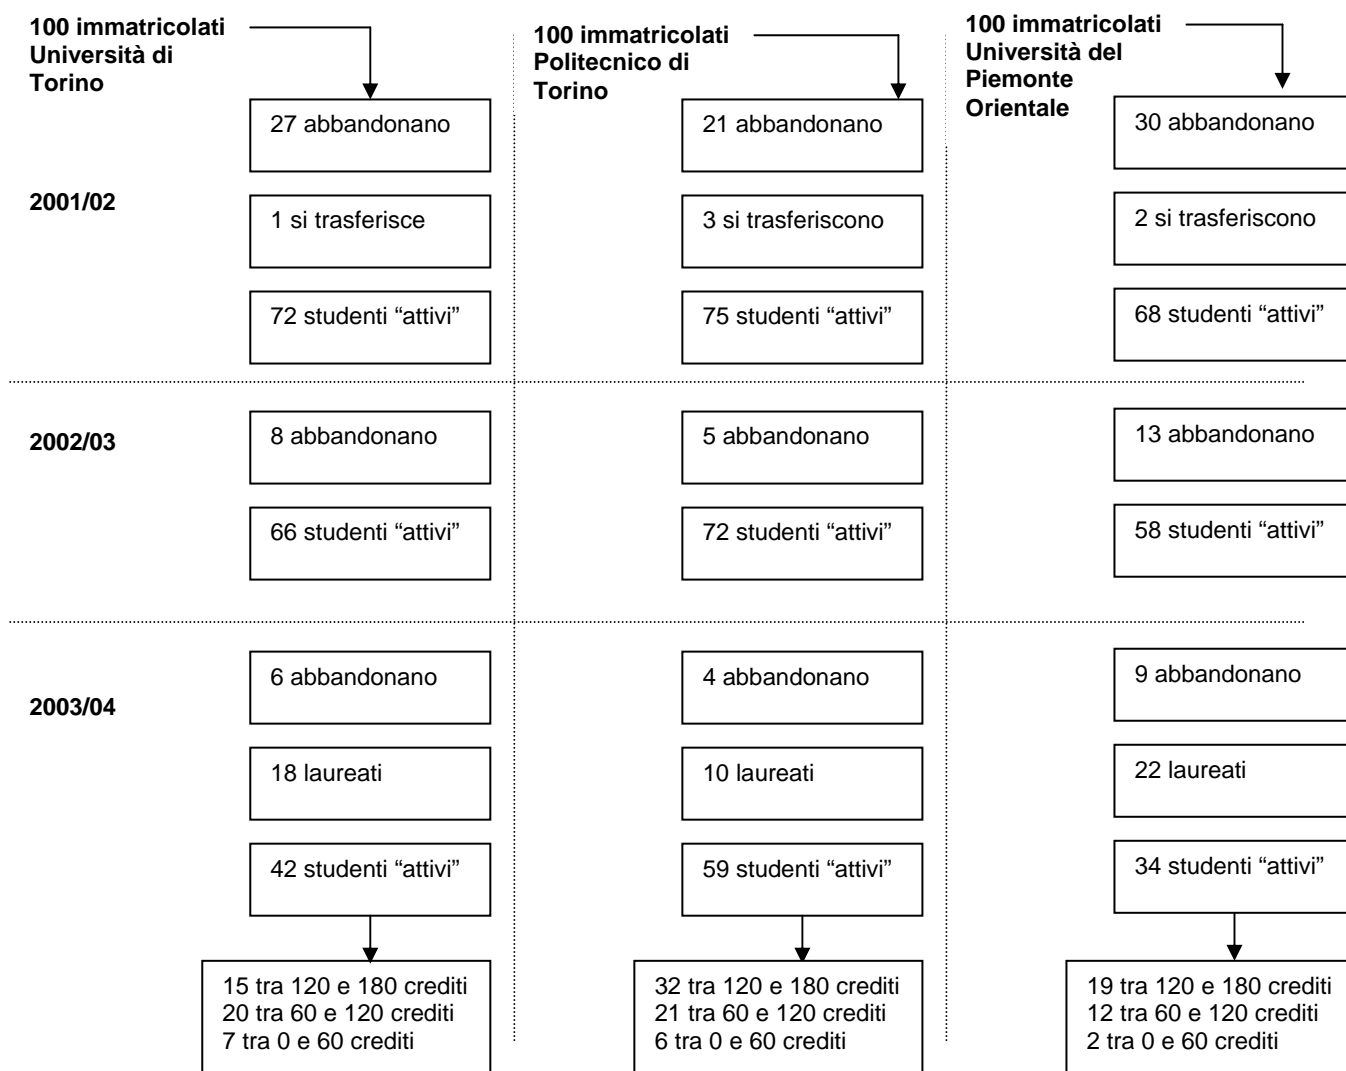 100 immatricolati
Università di
Torino
100 immatricolati
Politecnico di
Torino
100 immatricolati
Università del
Piemonte
Orientale
27 abbandonano
21 abbandonano
30 abbandonano
2001/02
1 si trasferisce
3 si trasferiscono
2 si trasferiscono
72 studenti “attivi”
75 studenti “attivi”
68 studenti “attivi”
2002/03
8 abbandonano
5 abbandonano
13 abbandonano
66 studenti “attivi”
72 studenti “attivi”
58 studenti “attivi”
2003/04
6 abbandonano
4 abbandonano
9 abbandonano
18 laureati
10 laureati
22 laureati
42 studenti “attivi”
59 studenti “attivi”
34 studenti “attivi”
15 tra 120 e 180 crediti
20 tra 60 e 120 crediti
7 tra 0 e 60 crediti
32 tra 120 e 180 crediti
21 tra 60 e 120 crediti
6 tra 0 e 60 crediti
19 tra 120 e 180 crediti
12 tra 60 e 120 crediti
2 tra 0 e 60 crediti